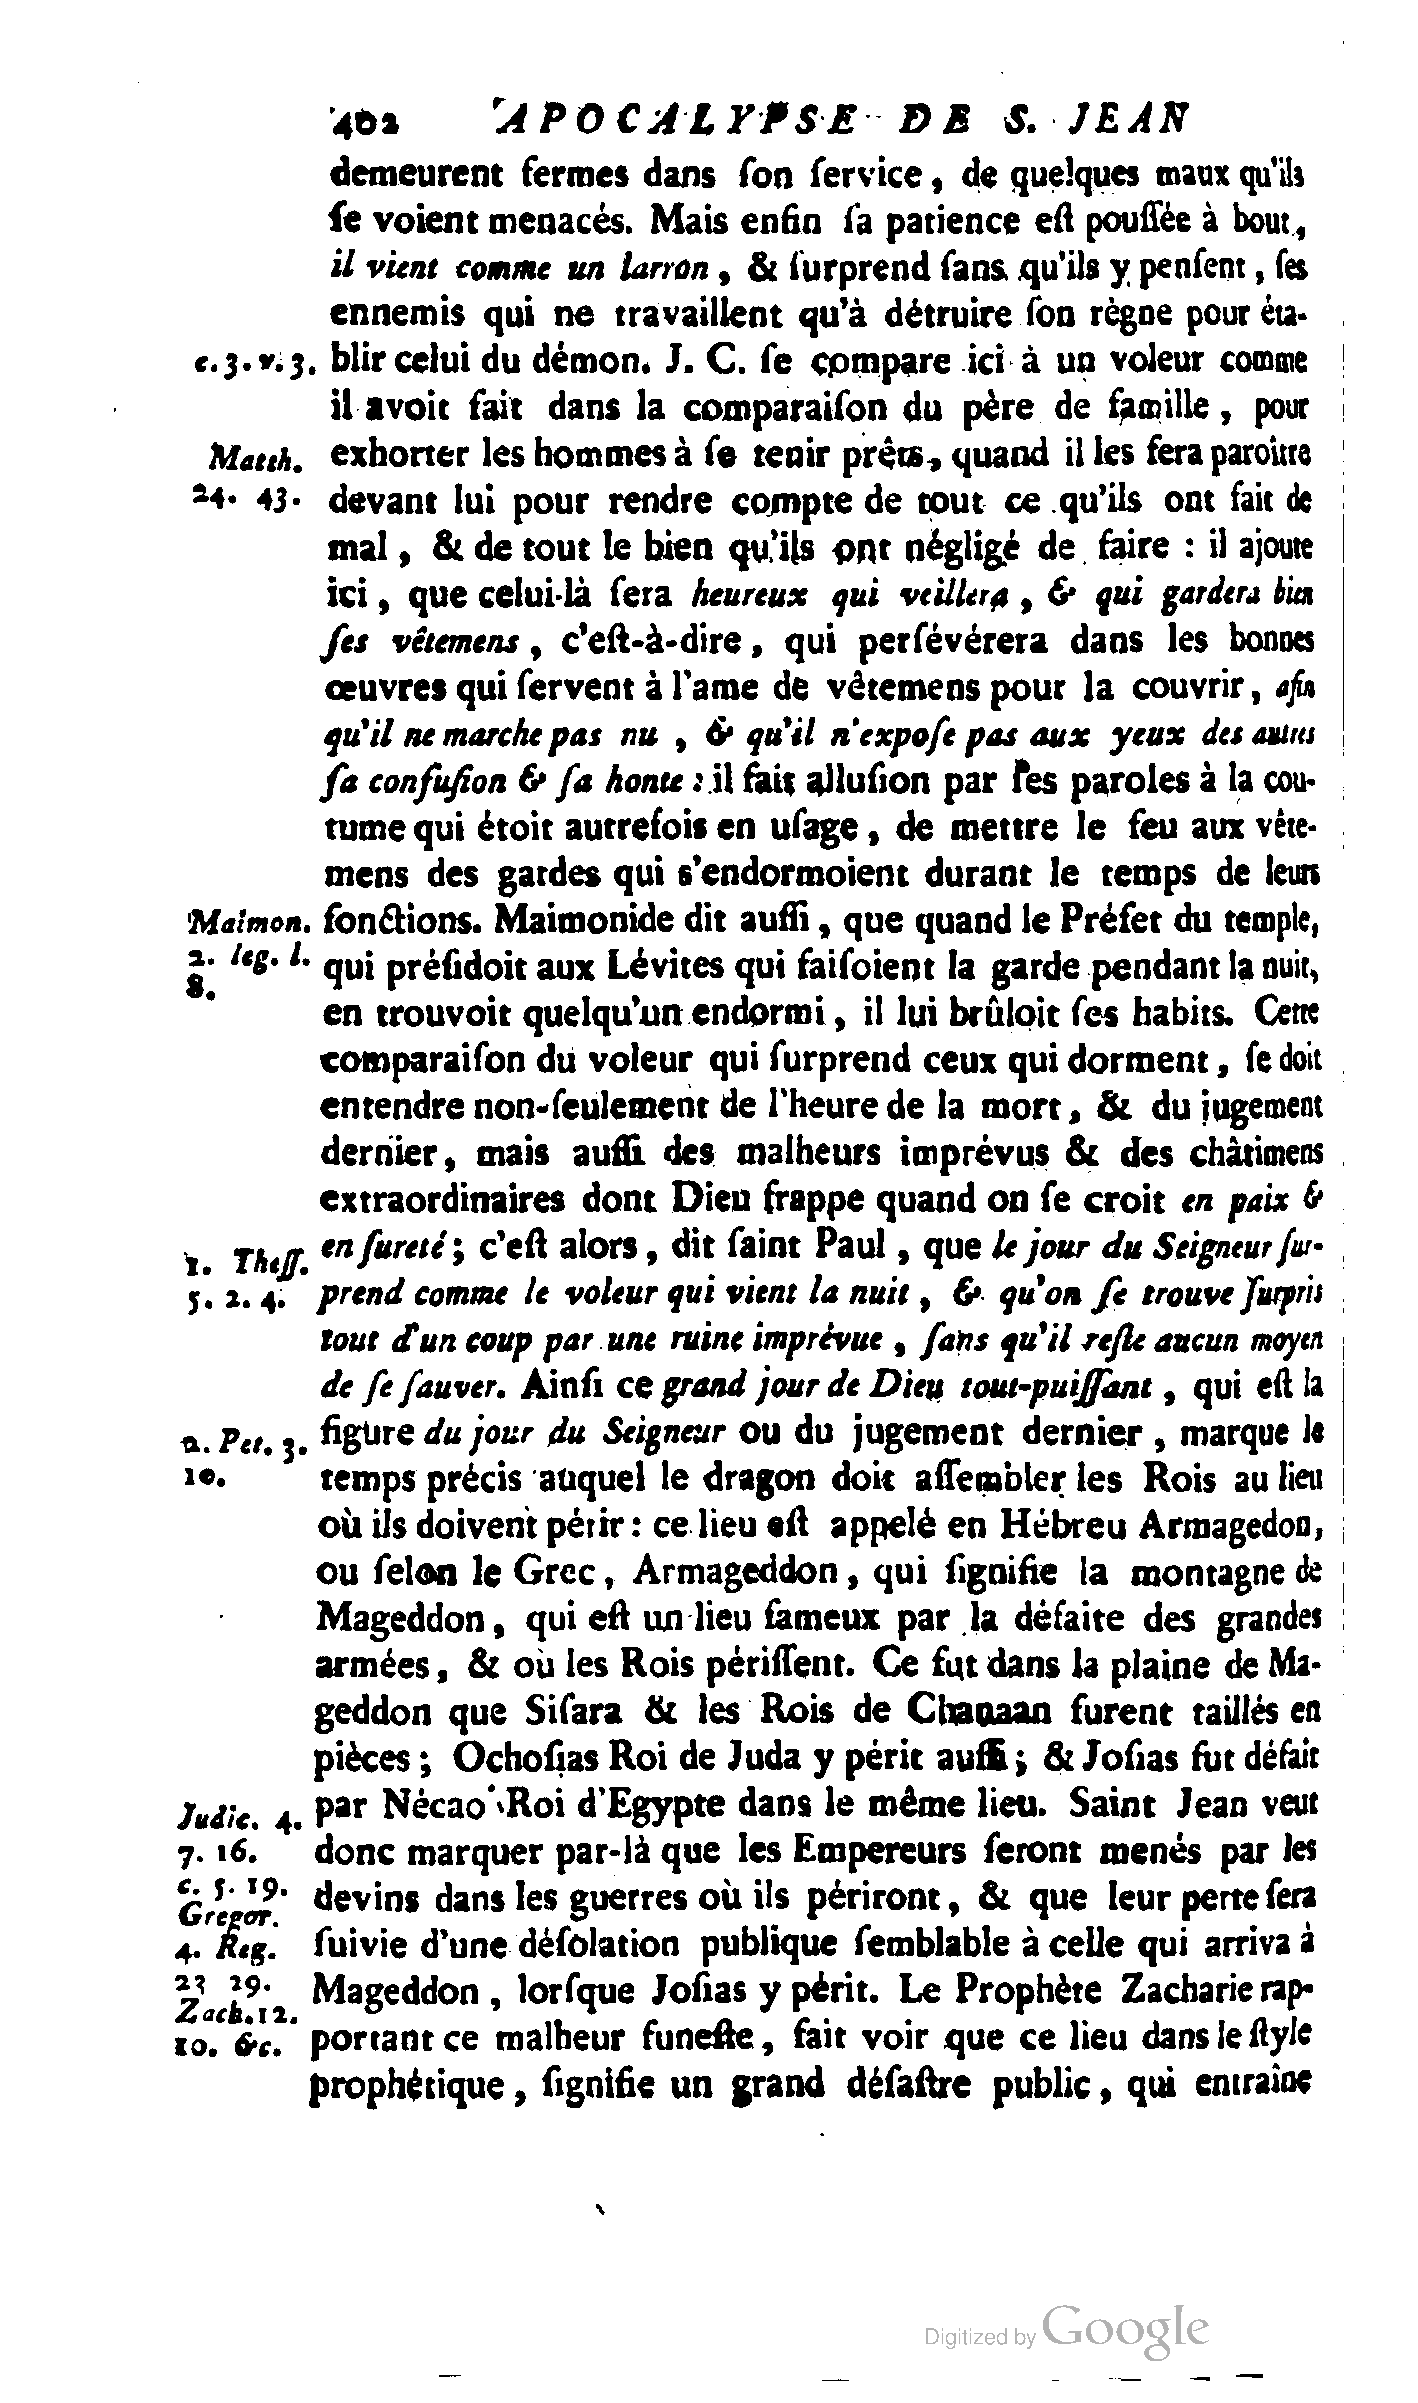 402 APOCALYPSE DE S. JEAN
demeurent fermes dans ſon ſervice, de quelques maux qu'ils
ſe voient menacés. Mais enfin ſa patience eſt pouſſée à bout,
il vient comme un larron, & ſurprend ſans qu'ils y penſent, ſes
ennemis qui ne travaillent qu'à détruire ſon règne pour éta-
c. 3. v. 3. blir celui du démon. J. C. ſe compare ici à un voleur comme
il avoit fait dans la comparaiſon du père de famille, pour
Matth. exhorter les hommes à ſe tenir prêts, quand il les fera paroître
24. 43. devant lui pour rendre compte de tout ce qu'ils ont fait de
mal, & de tout le bien qu'ils ont négligé de faire : il ajoute
ici, que celui-là ſera heureux qui veillera, & qui gardera bien
ſes vêtemens, c'eſt-à-dire, qui perſévérera dans les bonnes
œuvres qui ſervent à l'ame de vêtemens pour la couvrir, afin
qu'il ne marche pas nu, & qu'il n'expoſe pas aux yeux des autres
ſa confuſion & ſa honte : il fait alluſion par ſes paroles à la cou-
tume qui étoit autrefois en uſage, de mettre le feu aux vête-
mens des gardes qui s'endormoient durant le temps de leurs
Maimon. fonctions. Maimonide dit auſſi, que quand le Préfet du temple,
2. leg. l. qui préſidoit aux Lévites qui faiſoient la garde pendant la nuit,
8.
en trouvoit quelqu'un endormi, il lui brûloit ſes habits. Cette
comparaiſon du voleur qui ſurprend ceux qui dorment, ſe doit
entendre non-ſeulement de l'heure de la mort, & du jugement
dernier, mais auſſi des malheurs imprévus & des châtimens
extraordinaires dont Dieu frappe quand on ſe croit en paix &
1. Theſſ. en ſureté ; c'eſt alors, dit ſaint Paul, que le jour du Seigneur ſur-
5. 2. 4. prend comme le voleur qui vient la nuit, & qu'on ſe trouve ſurpris
tout d'un coup par une ruine imprévue, ſans qu'il reſte aucun moyen
de ſe ſauver. Ainſi ce grand jour de Dieu tout-puiſſant, qui eſt la
2. Pet. 3. figure du jour du Seigneur ou du jugement dernier, marque le
10. temps précis auquel le dragon doit aſſembler les Rois au lieu
où ils doivent périr : ce lieu eſt appelé en Hébreu Armagedon,
ou ſelon le Grec, Armageddon, qui ſignifie la montagne de
Mageddon, qui eſt un lieu fameux par la défaite des grandes
armées, & où les Rois périſſent. Ce fut dans la plaine de Ma-
geddon que Siſara & les Rois de Chanaan furent taillés en
pièces ; Ochoſias Roi de Juda y périt auſſi ; & Joſias fut défait
Judic. 4. par Nécao Roi d'Egypte dans le même lieu. Saint Jean veut
7. 16. donc marquer par-là que les Empereurs ſeront menés par les
c. 5. 19. devins dans les guerres où ils périront, & que leur perte ſera
Gregor.
4. Reg. ſuivie d'une déſolation publique ſemblable à celle qui arriva à
23 29. Mageddon, lorſque Joſias y périt. Le Prophète Zacharie rap-
Zach. 12.
10. &c. portant ce malheur funeſte, fait voir que ce lieu dans le ſtyle
prophétique, ſignifie un grand déſaſtre public, qui entraîne
Digitized by Google